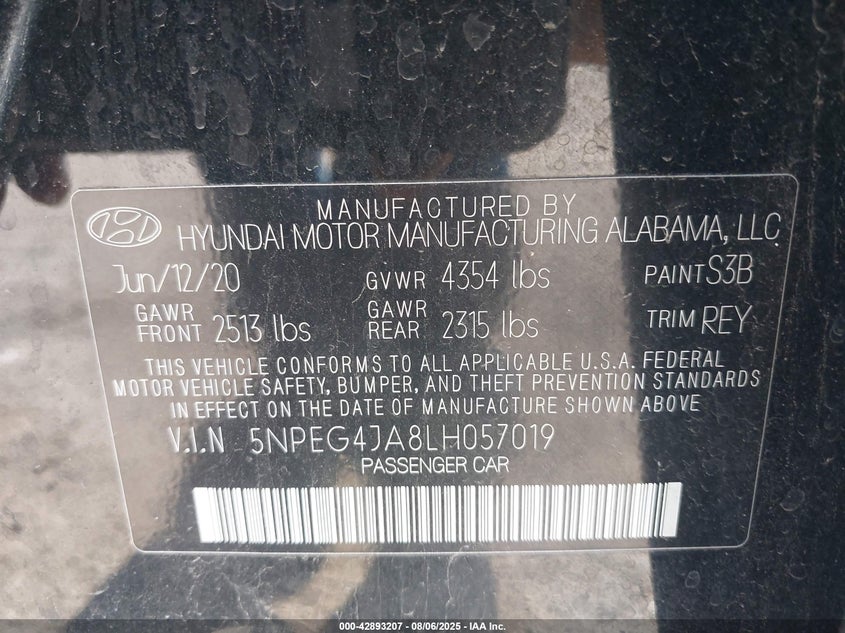 MANUFACTURED BY
HYUNDAI MOTOR MANUFACTURING ALABAMA, LLC
Jun/12/20 GVWR 4354 lbs PAINT S3B
GAWR FRONT 2513 lbs GAWR REAR 2315 lbs TRIM REY
THIS VEHICLE CONFORMS TO ALL APPLICABLE U.S.A. FEDERAL
MOTOR VEHICLE SAFETY, BUMPER, AND THEFT PREVENTION STANDARDS
IN EFFECT ON THE DATE OF MANUFACTURE SHOWN ABOVE
V.I.N 5NPEG4JA8LH057019
PASSENGER CAR
000-42893207 - 08/06/2025 - IAA Inc.